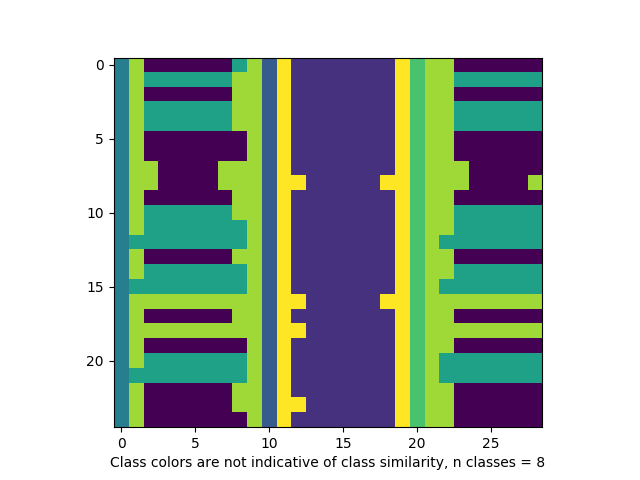 0
5
10
15
20
0 5 10 15 20 25
Class colors are not indicative of class similarity, n classes = 8